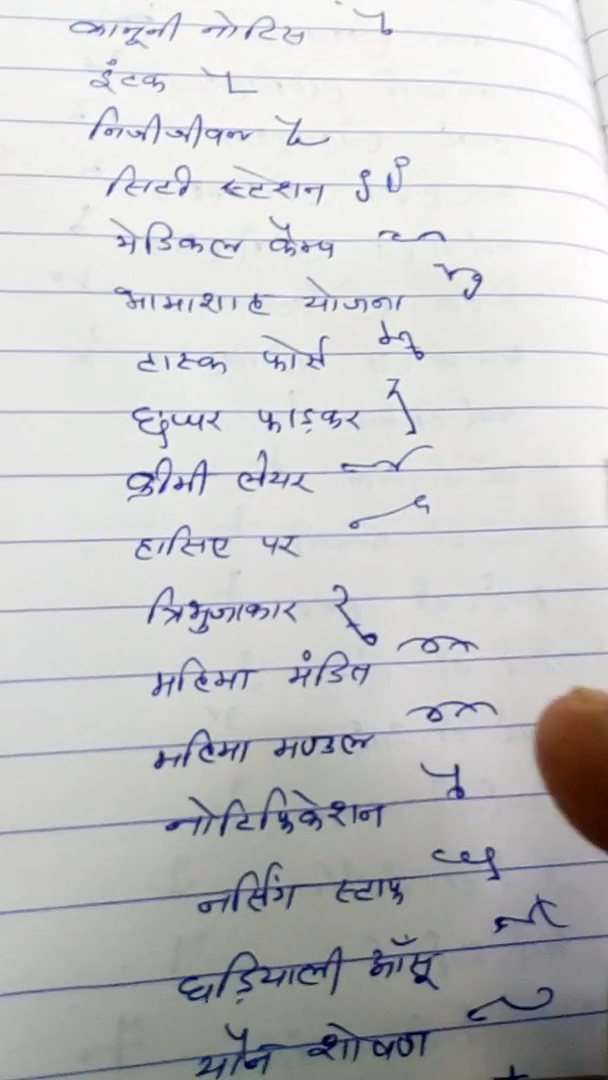 कानूनी नोटिस
इंटक
निजीजीवन
सिटी स्टेशन
मेडिकल कैम्प
भामाशाह योजना
टास्क फोर्स
छप्पर फाड़कर
क्रीमी लेयर
हासिए पर
त्रिभुजाकार
महिमा मंडित
महिमा मण्डल
नोटिफिकेशन
नर्सिंग स्टाफ
घड़ियाली आँसू
यौन शोषण